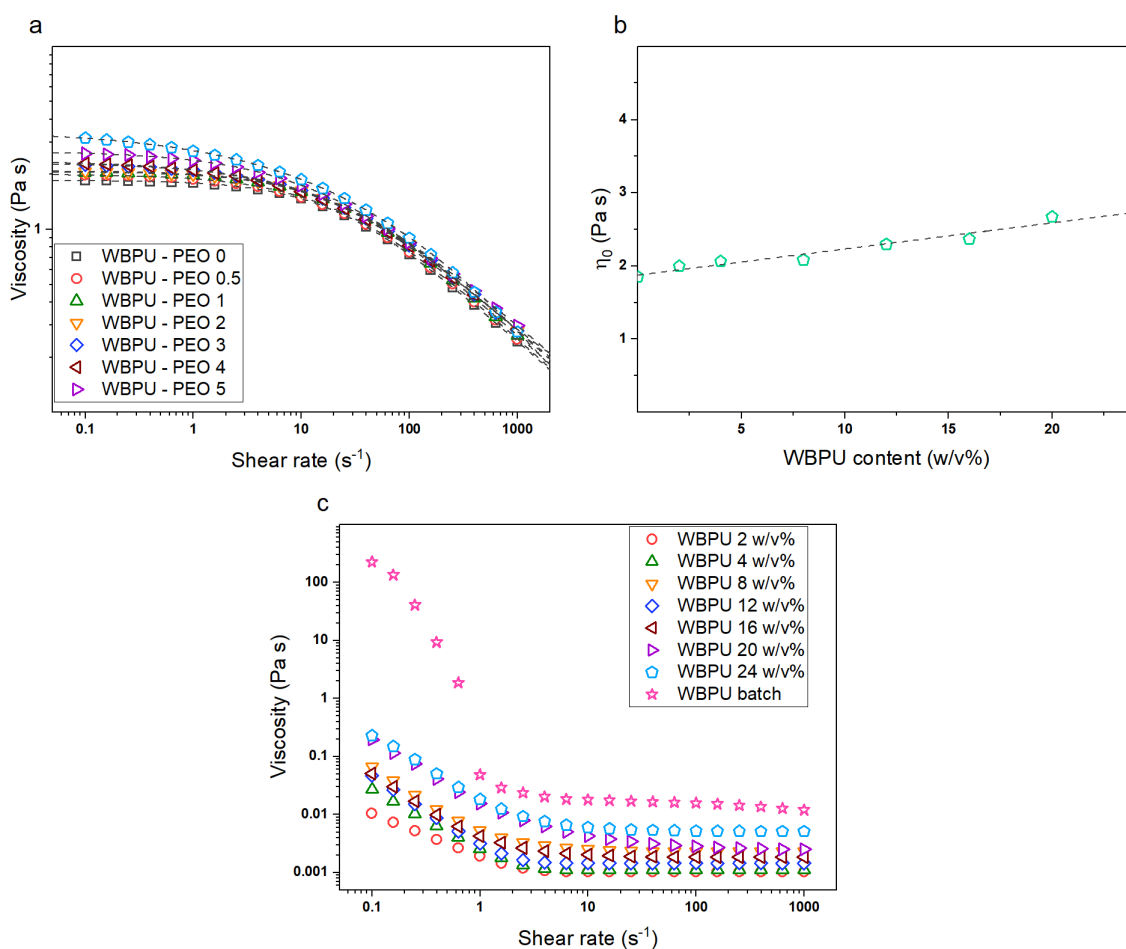 a
Viscosity (Pa s)
1
WBPU - PEO 0
WBPU - PEO 0.5
WBPU - PEO 1
WBPU - PEO 2
WBPU - PEO 3
WBPU - PEO 4
WBPU - PEO 5
0.1 1 10 100 1000
Shear rate (s⁻¹)
b
η₀ (Pa s)
4
3
2
1
5 10 15 20
WBPU content (w/v%)
c
Viscosity (Pa s)
100
10
1
0.1
0.01
0.001
WBPU 2 w/v%
WBPU 4 w/v%
WBPU 8 w/v%
WBPU 12 w/v%
WBPU 16 w/v%
WBPU 20 w/v%
WBPU 24 w/v%
WBPU batch
0.1 1 10 100 1000
Shear rate (s⁻¹)